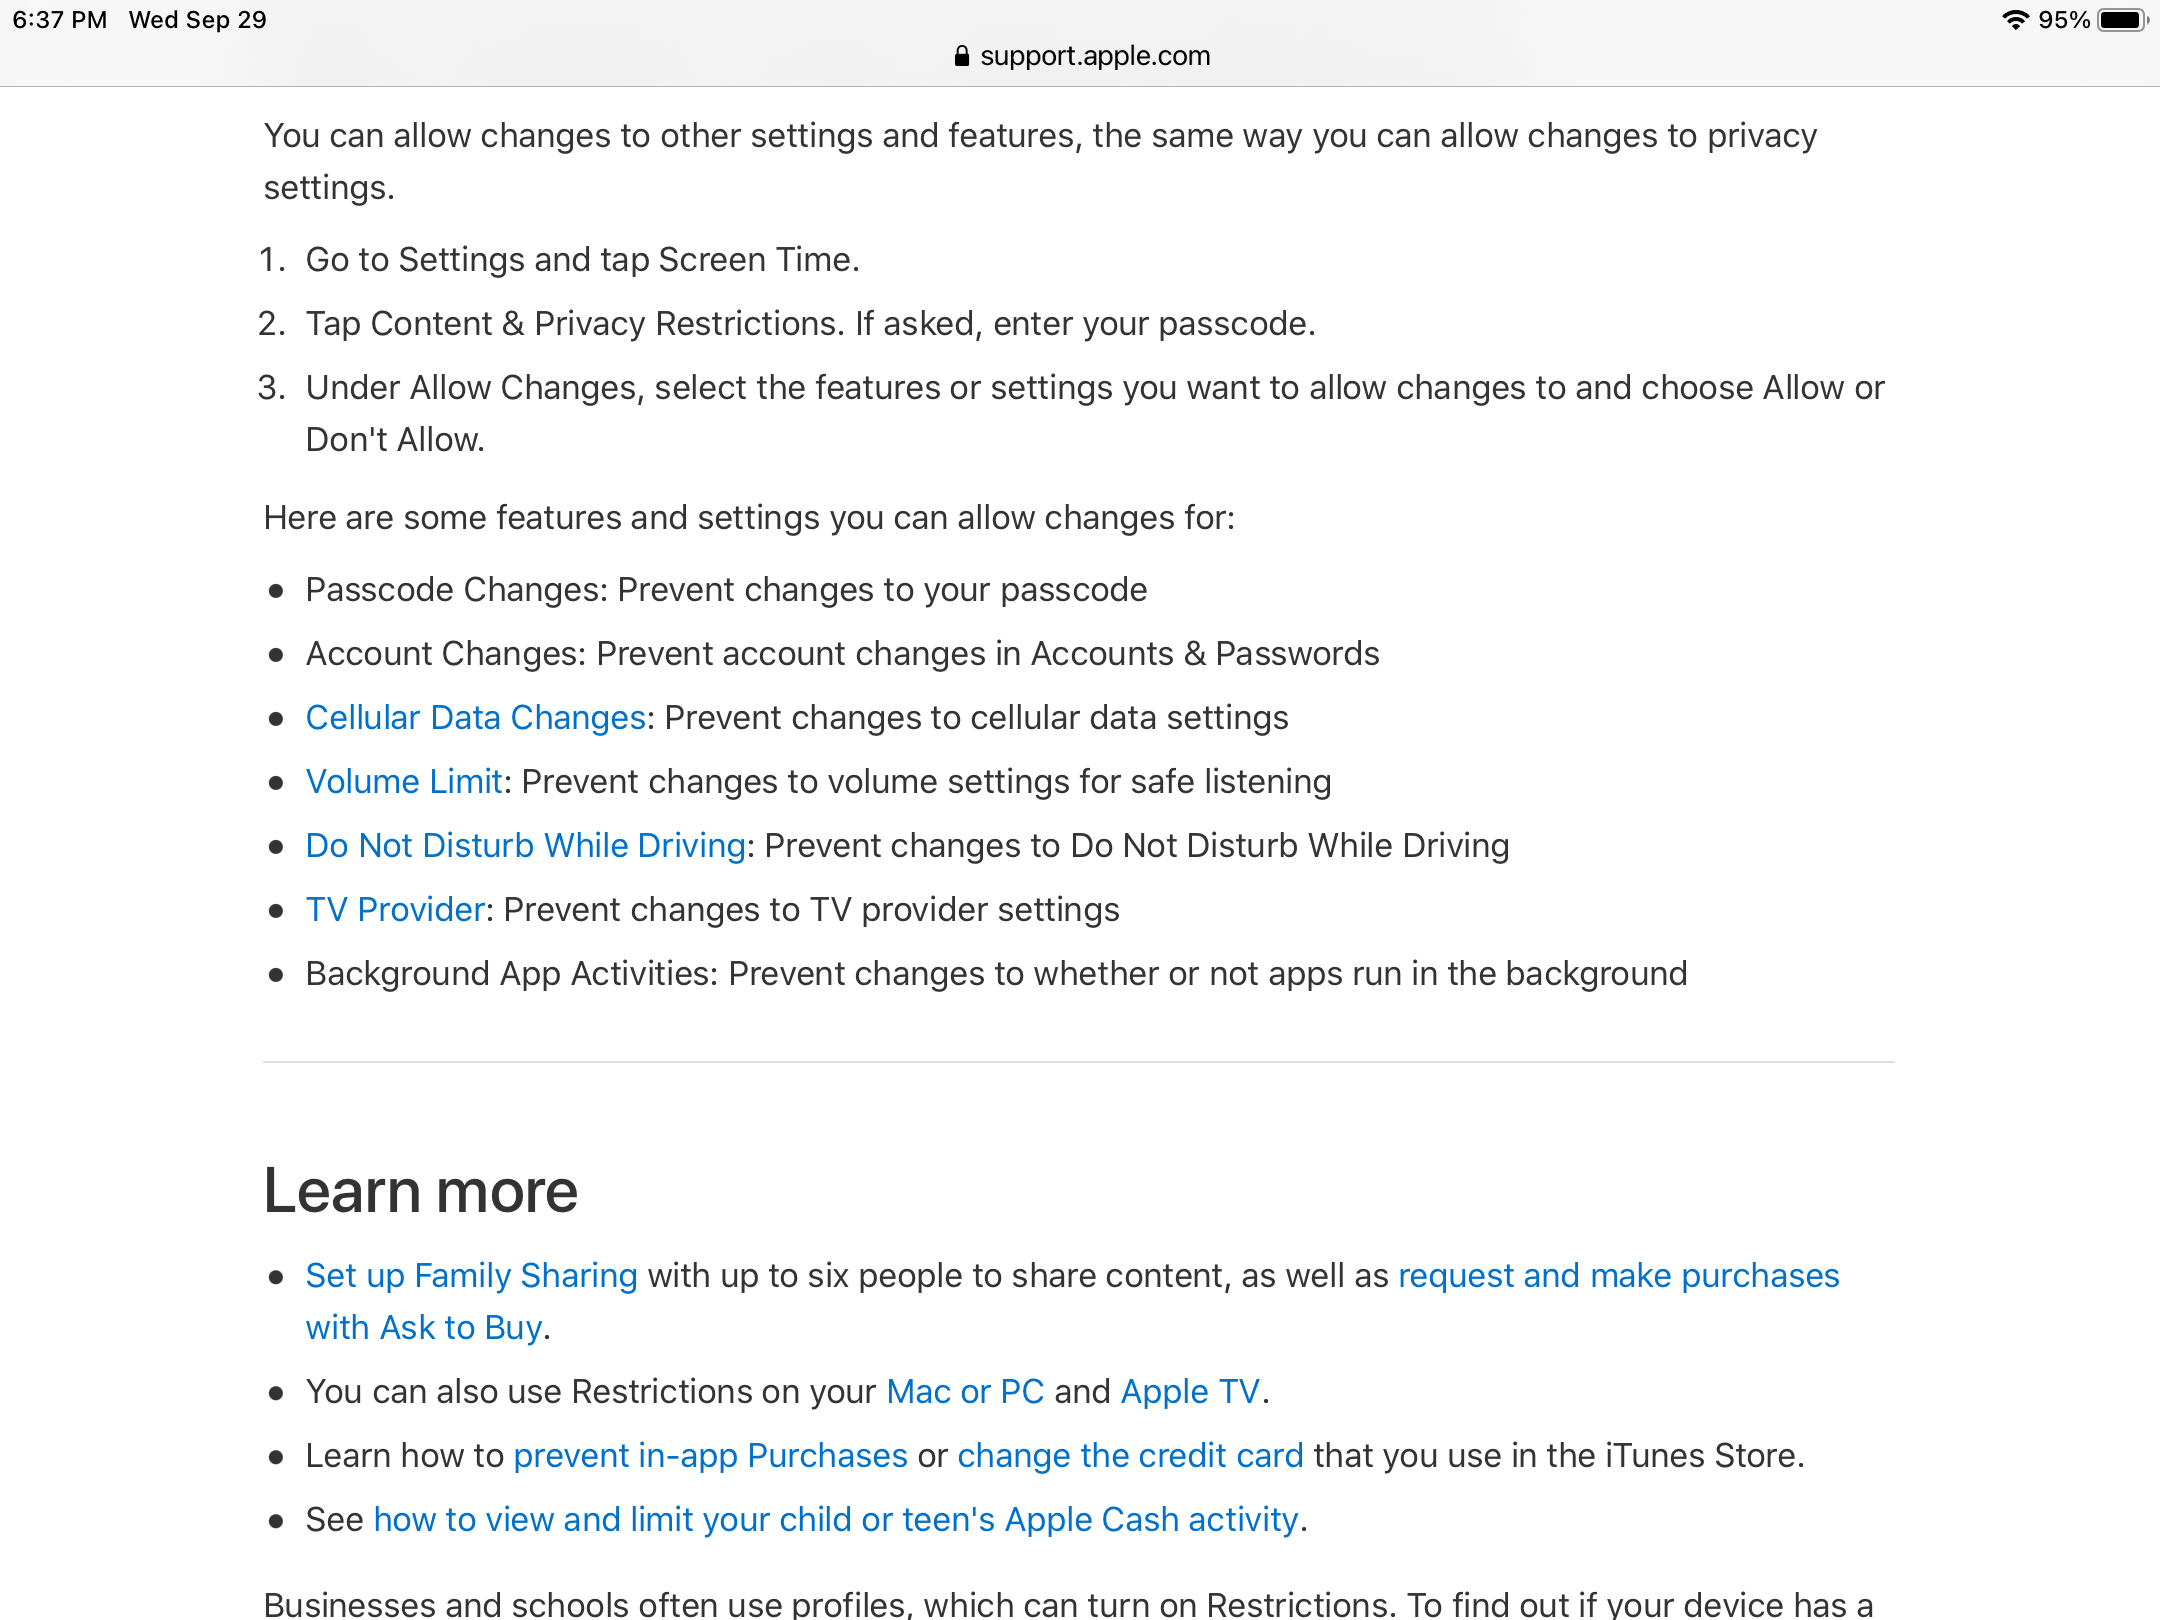 6:37 PM Wed Sep 29
95%
support.apple.com
You can allow changes to other settings and features, the same way you can allow changes to privacy
settings.
1. Go to Settings and tap Screen Time.
2. Tap Content & Privacy Restrictions. If asked, enter your passcode.
3. Under Allow Changes, select the features or settings you want to allow changes to and choose Allow or
Don't Allow.
Here are some features and settings you can allow changes for:
• Passcode Changes: Prevent changes to your passcode
• Account Changes: Prevent account changes in Accounts & Passwords
• Cellular Data Changes: Prevent changes to cellular data settings
• Volume Limit: Prevent changes to volume settings for safe listening
• Do Not Disturb While Driving: Prevent changes to Do Not Disturb While Driving
• TV Provider: Prevent changes to TV provider settings
• Background App Activities: Prevent changes to whether or not apps run in the background
Learn more
• Set up Family Sharing with up to six people to share content, as well as request and make purchases
with Ask to Buy.
• You can also use Restrictions on your Mac or PC and Apple TV.
• Learn how to prevent in-app Purchases or change the credit card that you use in the iTunes Store.
• See how to view and limit your child or teen's Apple Cash activity.
Businesses and schools often use profiles, which can turn on Restrictions. To find out if your device has a